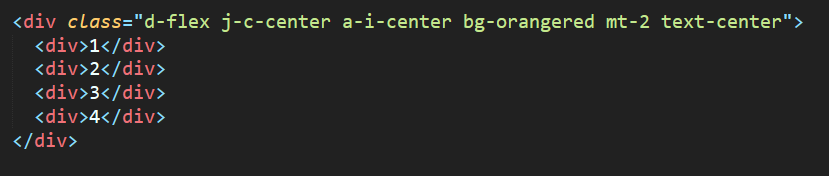 <div class="d-flex j-c-center a-i-center bg-orangered mt-2 text-center">
  <div>1</div>
  <div>2</div>
  <div>3</div>
  <div>4</div>
</div>